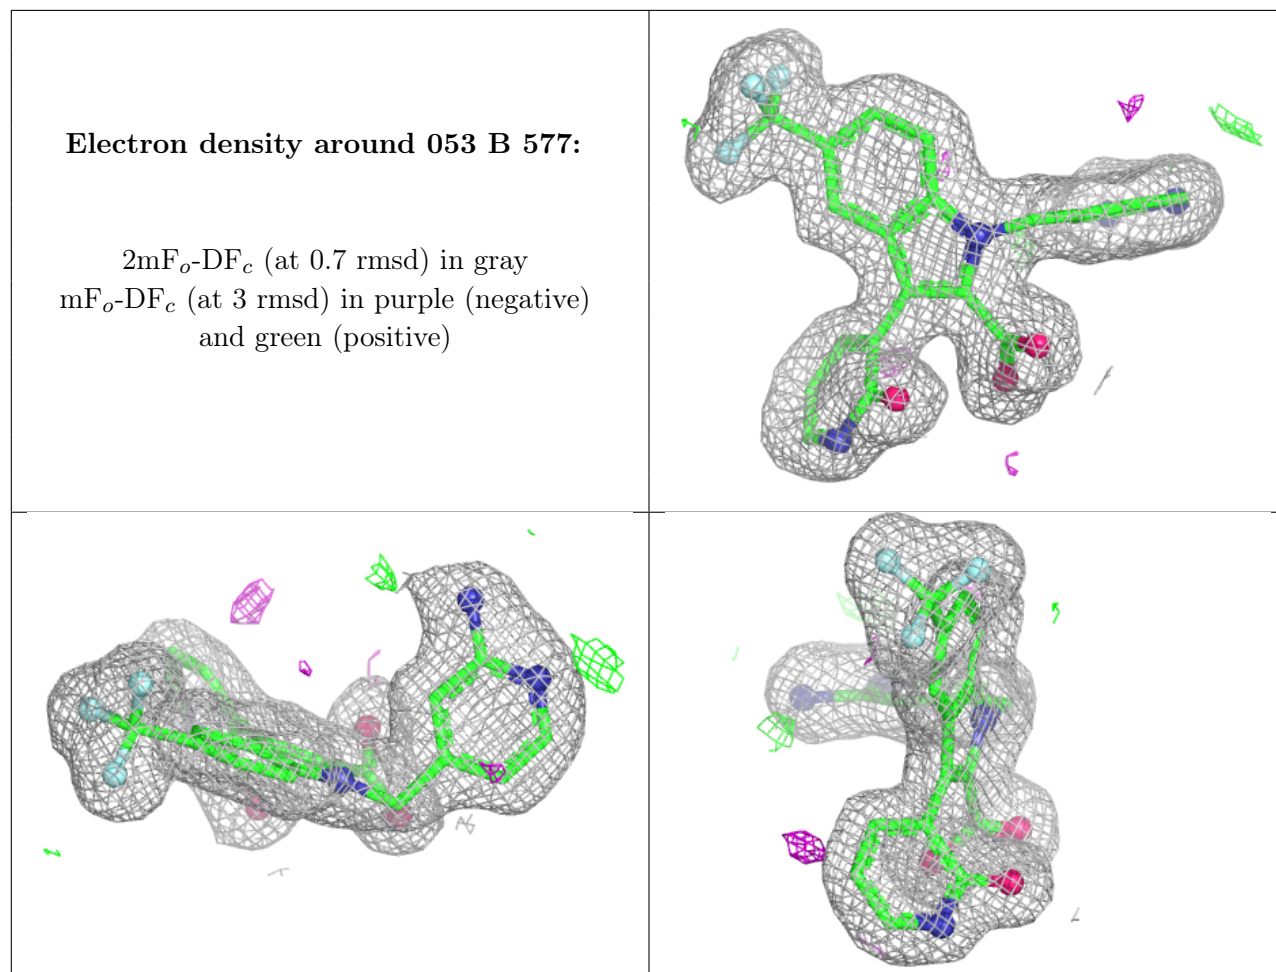 Electron density around 053 B 577:
2mFo-DFc (at 0.7 rmsd) in gray
mFo-DFc (at 3 rmsd) in purple (negative)
and green (positive)